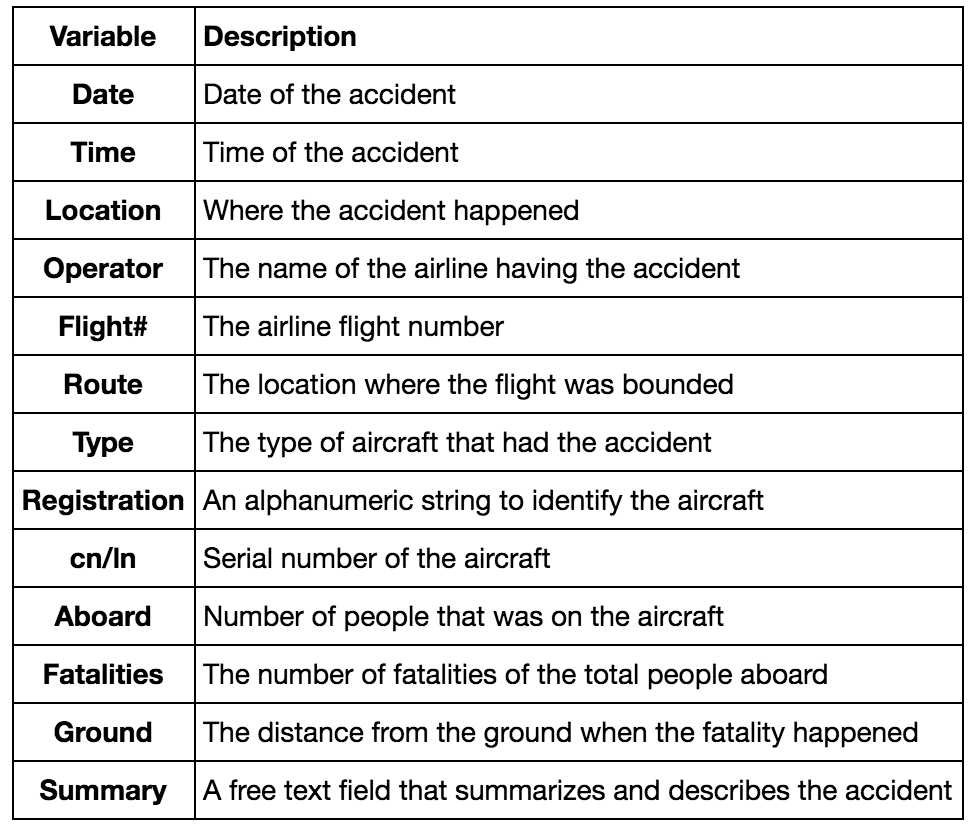 Variable Description
Date Date of the accident
Time Time of the accident
Location Where the accident happened
Operator The name of the airline having the accident
Flight# The airline flight number
Route The location where the flight was bounded
Type The type of aircraft that had the accident
Registration An alphanumeric string to identify the aircraft
cn/ln Serial number of the aircraft
Aboard Number of people that was on the aircraft
Fatalities The number of fatalities of the total people aboard
Ground The distance from the ground when the fatality happened
Summary A free text field that summarizes and describes the accident